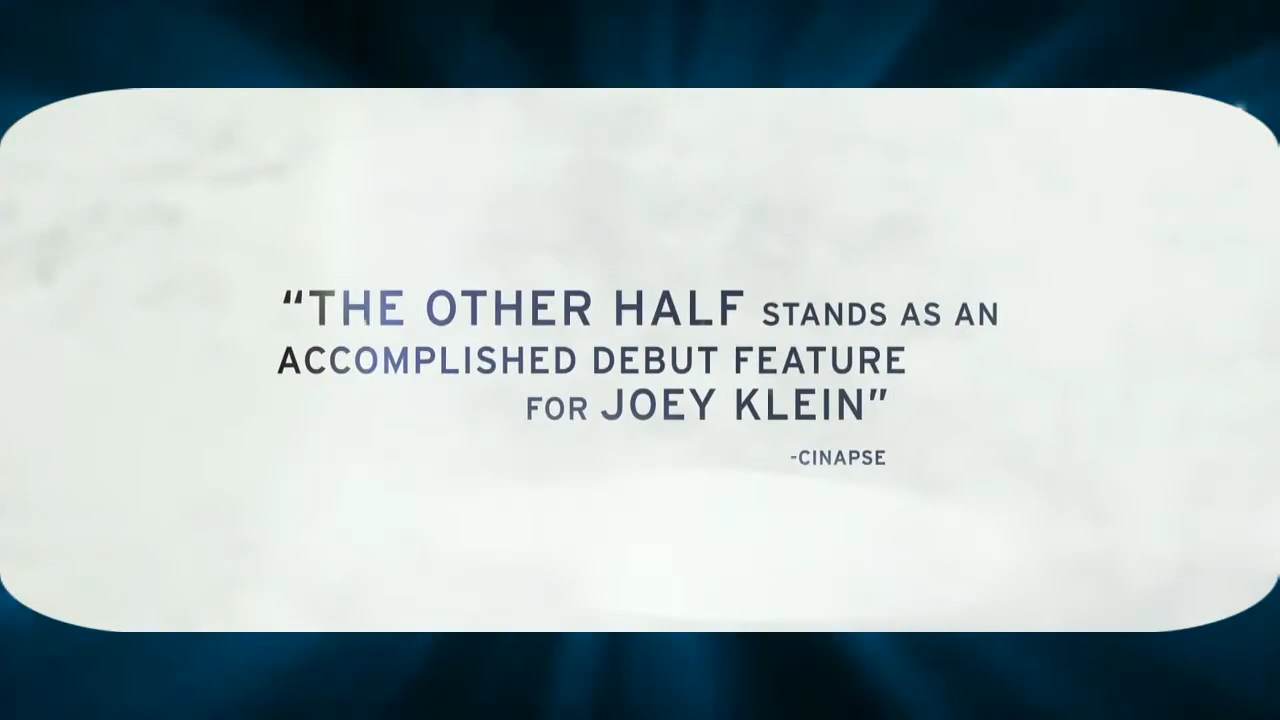 “THE OTHER HALF STANDS AS AN
ACCOMPLISHED DEBUT FEATURE
FOR JOEY KLEIN”
-CINAPSE